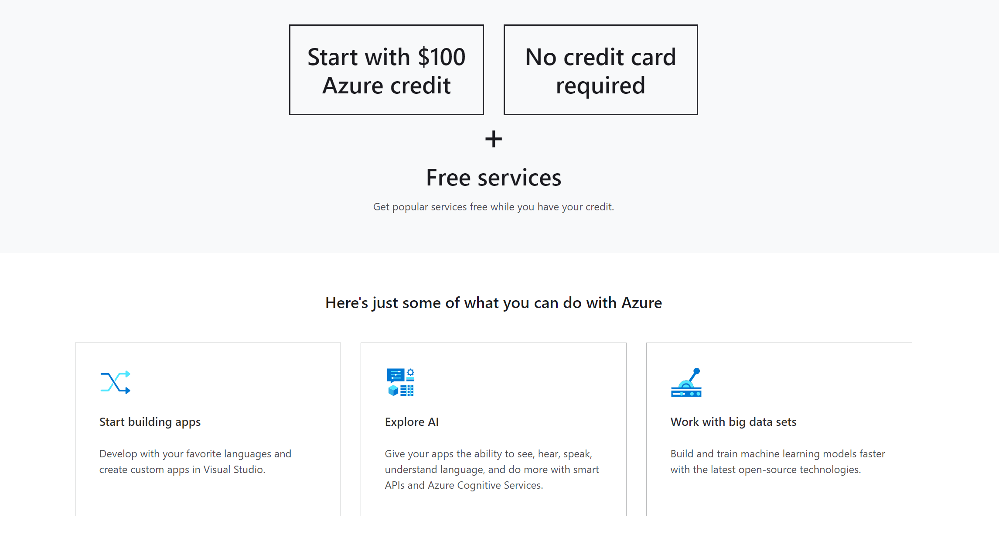 Start with $100
Azure credit
No credit card
required
+
Free services
Get popular services free while you have your credit.
Here's just some of what you can do with Azure
Start building apps
Develop with your favorite languages and
create custom apps in Visual Studio.
Explore AI
Give your apps the ability to see, hear, speak,
understand language, and do more with smart
APIs and Azure Cognitive Services.
Work with big data sets
Build and train machine learning models faster
with the latest open-source technologies.